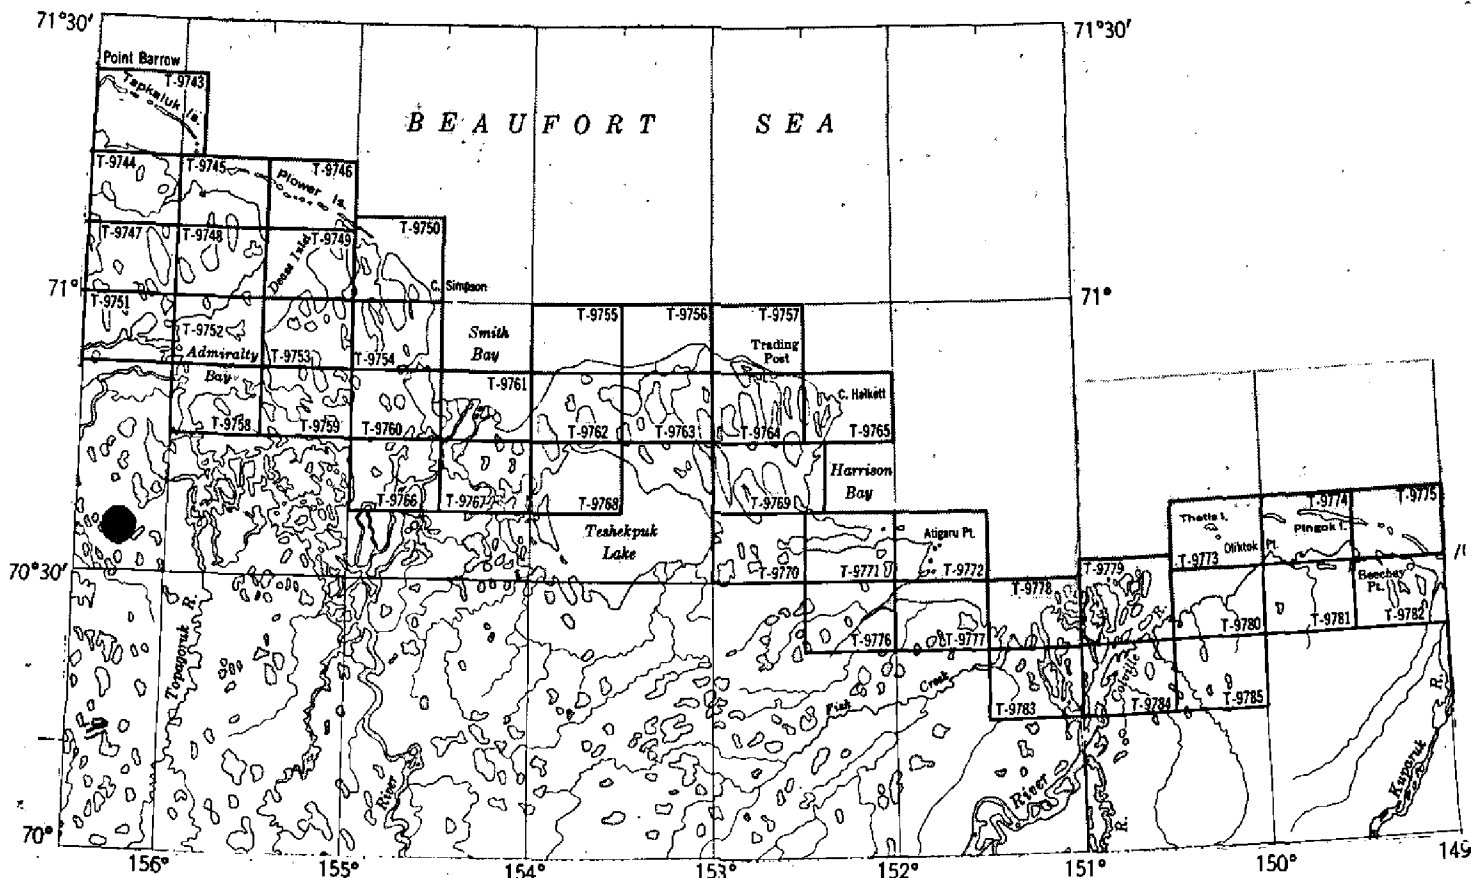 71°30′
71°30′
Point Barrow
T-9743
Tapkaluk Is.
BEAUFORT SEA
T-9744
T-9745
T-9746
Plower Is.
T-9747
T-9748
T-9749
T-9750
Dease Inlet
C. Simpson
71°
71°
T-9751
T-9752
T-9753
T-9754
Admiralty
Bay
Smith
Bay
T-9755
T-9756
T-9757
Trading
Post
T-9758
T-9759
T-9760
T-9761
T-9762
T-9763
T-9764
T-9765
C. Halkett
Harrison
Bay
T-9766
T-9767
T-9768
T-9769
Teshekpuk
Lake
Atigaru Pt.
T-9770
T-9771
T-9772
Thetis I.
Oliktok Pt.
T-9773
T-9774
T-9775
Pingok I.
70°30′
T-9776
T-9777
T-9778
T-9779
T-9780
T-9781
T-9782
Beechey
Pt.
Topagoruk R.
River
Fish Creek
T-9783
T-9784
T-9785
Colville R.
River
R.
Kuparuk R.
70°
156°
155°
154°
153°
152°
151°
150°
149